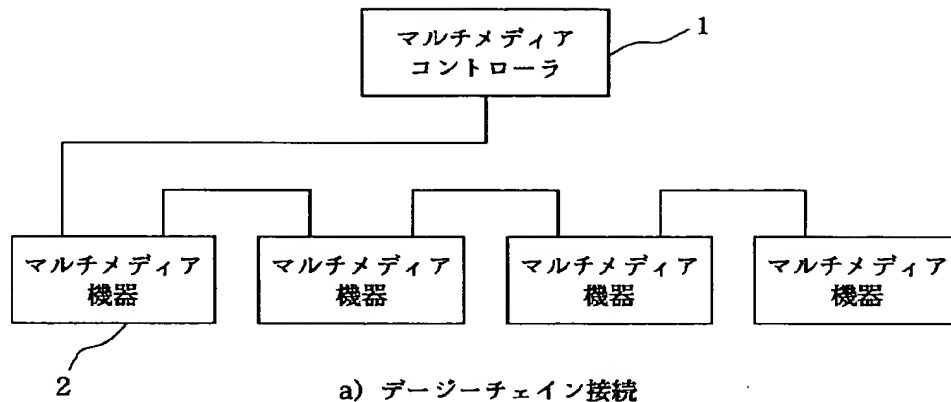 マルチメディア
コントローラ
1
マルチメディア
機器
マルチメディア
機器
マルチメディア
機器
マルチメディア
機器
2
a) デージーチェイン接続